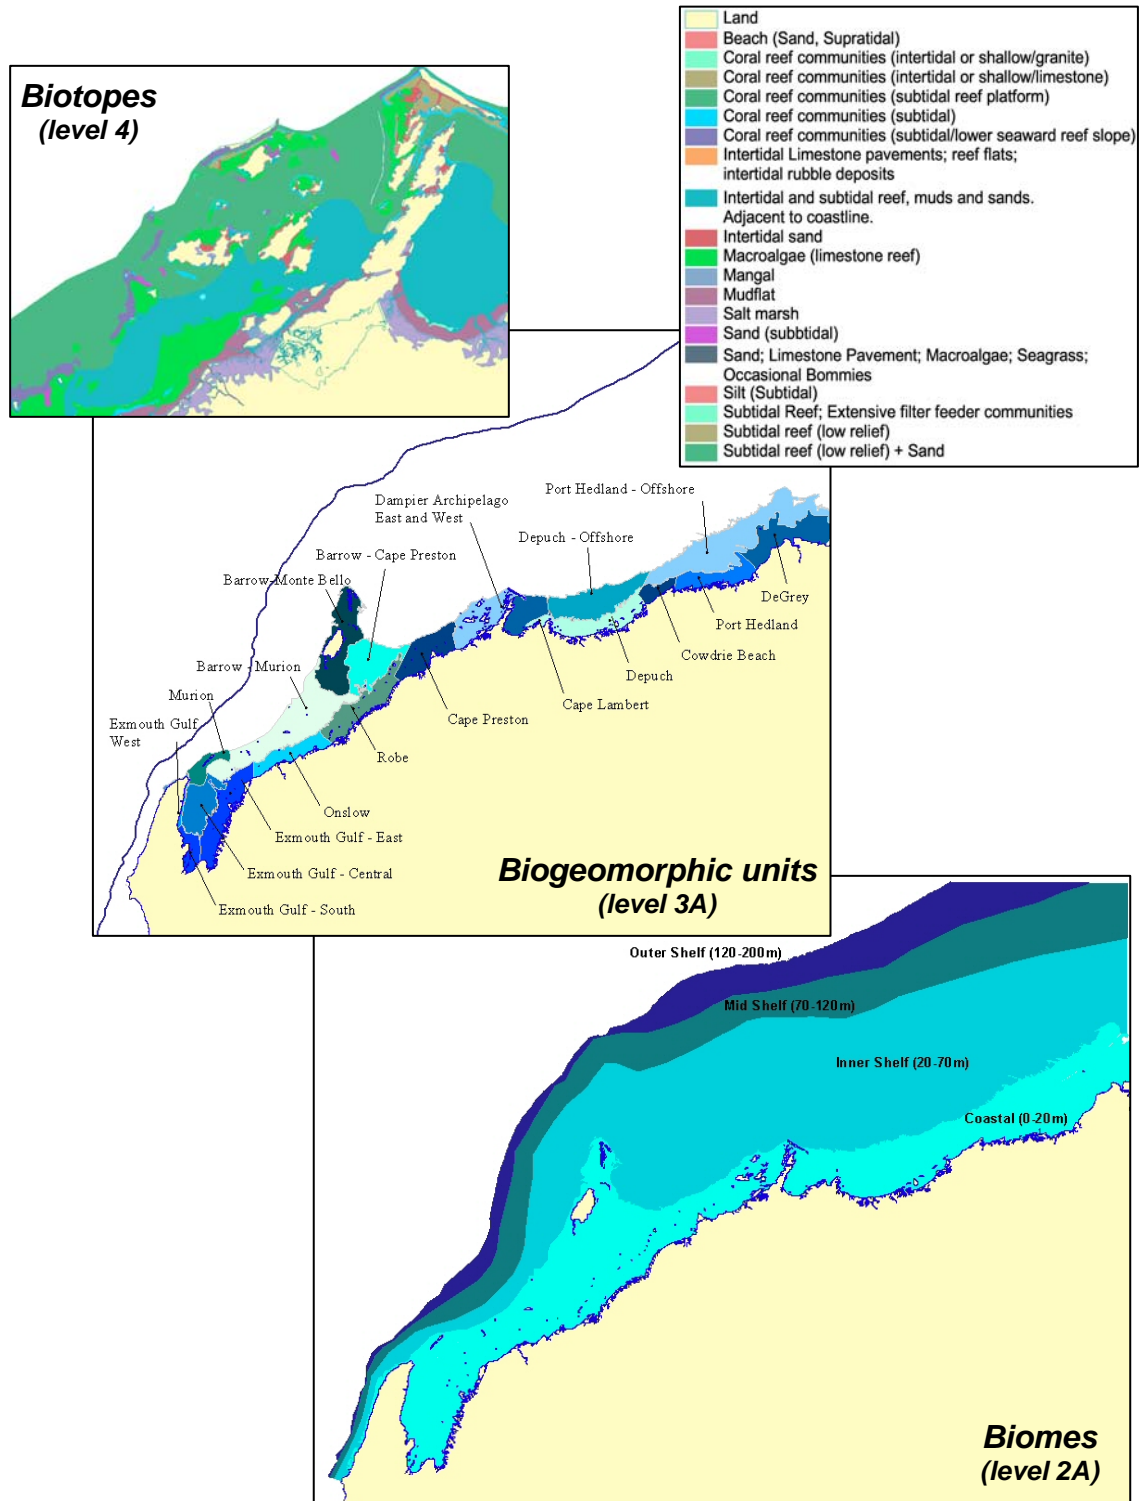 Land
Beach (Sand, Supratidal)
Coral reef communities (intertidal or shallow/granite)
Coral reef communities (intertidal or shallow/limestone)
Coral reef communities (subtidal reef platform)
Coral reef communities (subtidal)
Coral reef communities (subtidal/lower seaward reef slope)
Intertidal Limestone pavements; reef flats;
intertidal rubble deposits
Intertidal and subtidal reef, muds and sands.
Adjacent to coastline.
Intertidal sand
Macroalgae (limestone reef)
Mangal
Mudflat
Salt marsh
Sand (subbtidal)
Sand; Limestone Pavement; Macroalgae; Seagrass;
Occasional Bommies
Silt (Subtidal)
Subtidal Reef; Extensive filter feeder communities
Subtidal reef (low relief)
Subtidal reef (low relief) + Sand
Biotopes
(level 4)
Port Hedland - Offshore
Dampier Archipelago
East and West
Depuch - Offshore
Barrow - Cape Preston
Barrow-Monte Bello
DeGrey
Port Hedland
Cowdrie Beach
Depuch
Cape Lambert
Barrow - Murion
Murion
Cape Preston
Exmouth Gulf
West
Robe
Onslow
Exmouth Gulf - East
Exmouth Gulf - Central
Exmouth Gulf - South
Biogeomorphic units
(level 3A)
Outer Shelf (120-200m)
Mid Shelf (70-120m)
Inner Shelf (20-70m)
Coastal (0-20m)
Biomes
(level 2A)